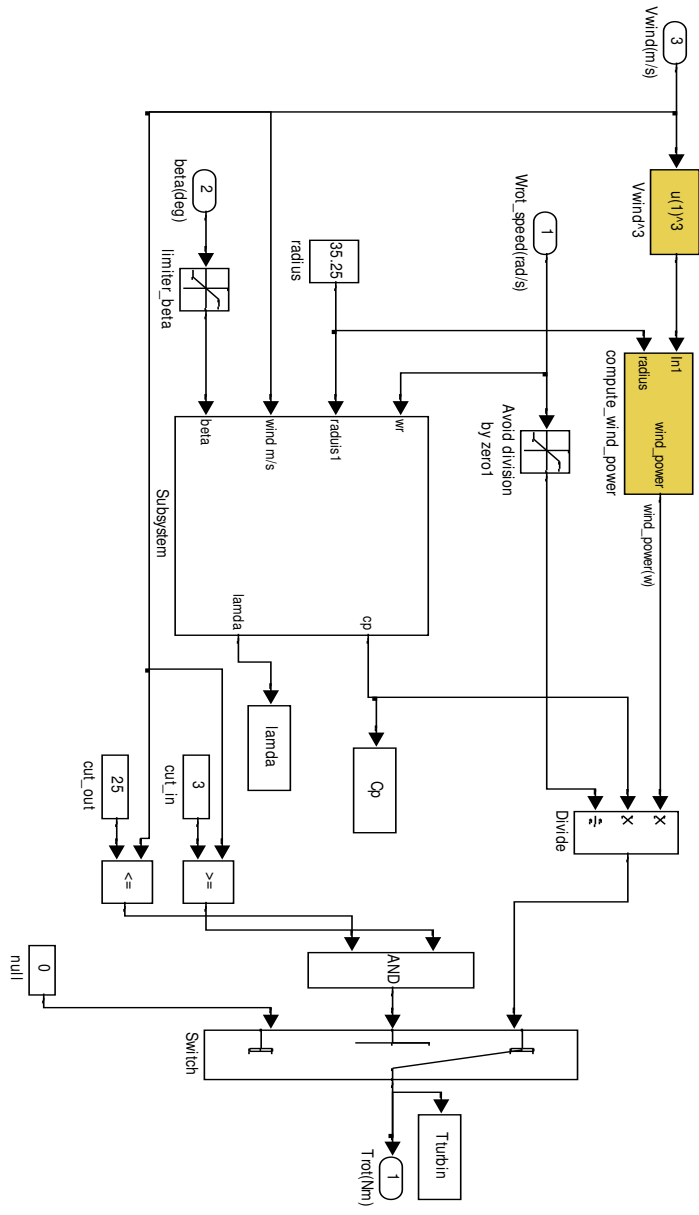 3
Vwind(m/s)
u(1)^3
Vwind^3
In1
radius
wind_power
compute_wind_power
wind_power(w)
1
Wrot_speed(rad/s)
Avoid division
by zero1
35.25
radius
2
beta(deg)
limiter_beta
wr
raduis1
wind m/s
beta
cp
lamda
Subsystem
Cp
lamda
X
X
÷
Divide
3
cut_in
25
cut_out
>=
<=
AND
0
null
Switch
Tturbin
1
Trot(Nm)